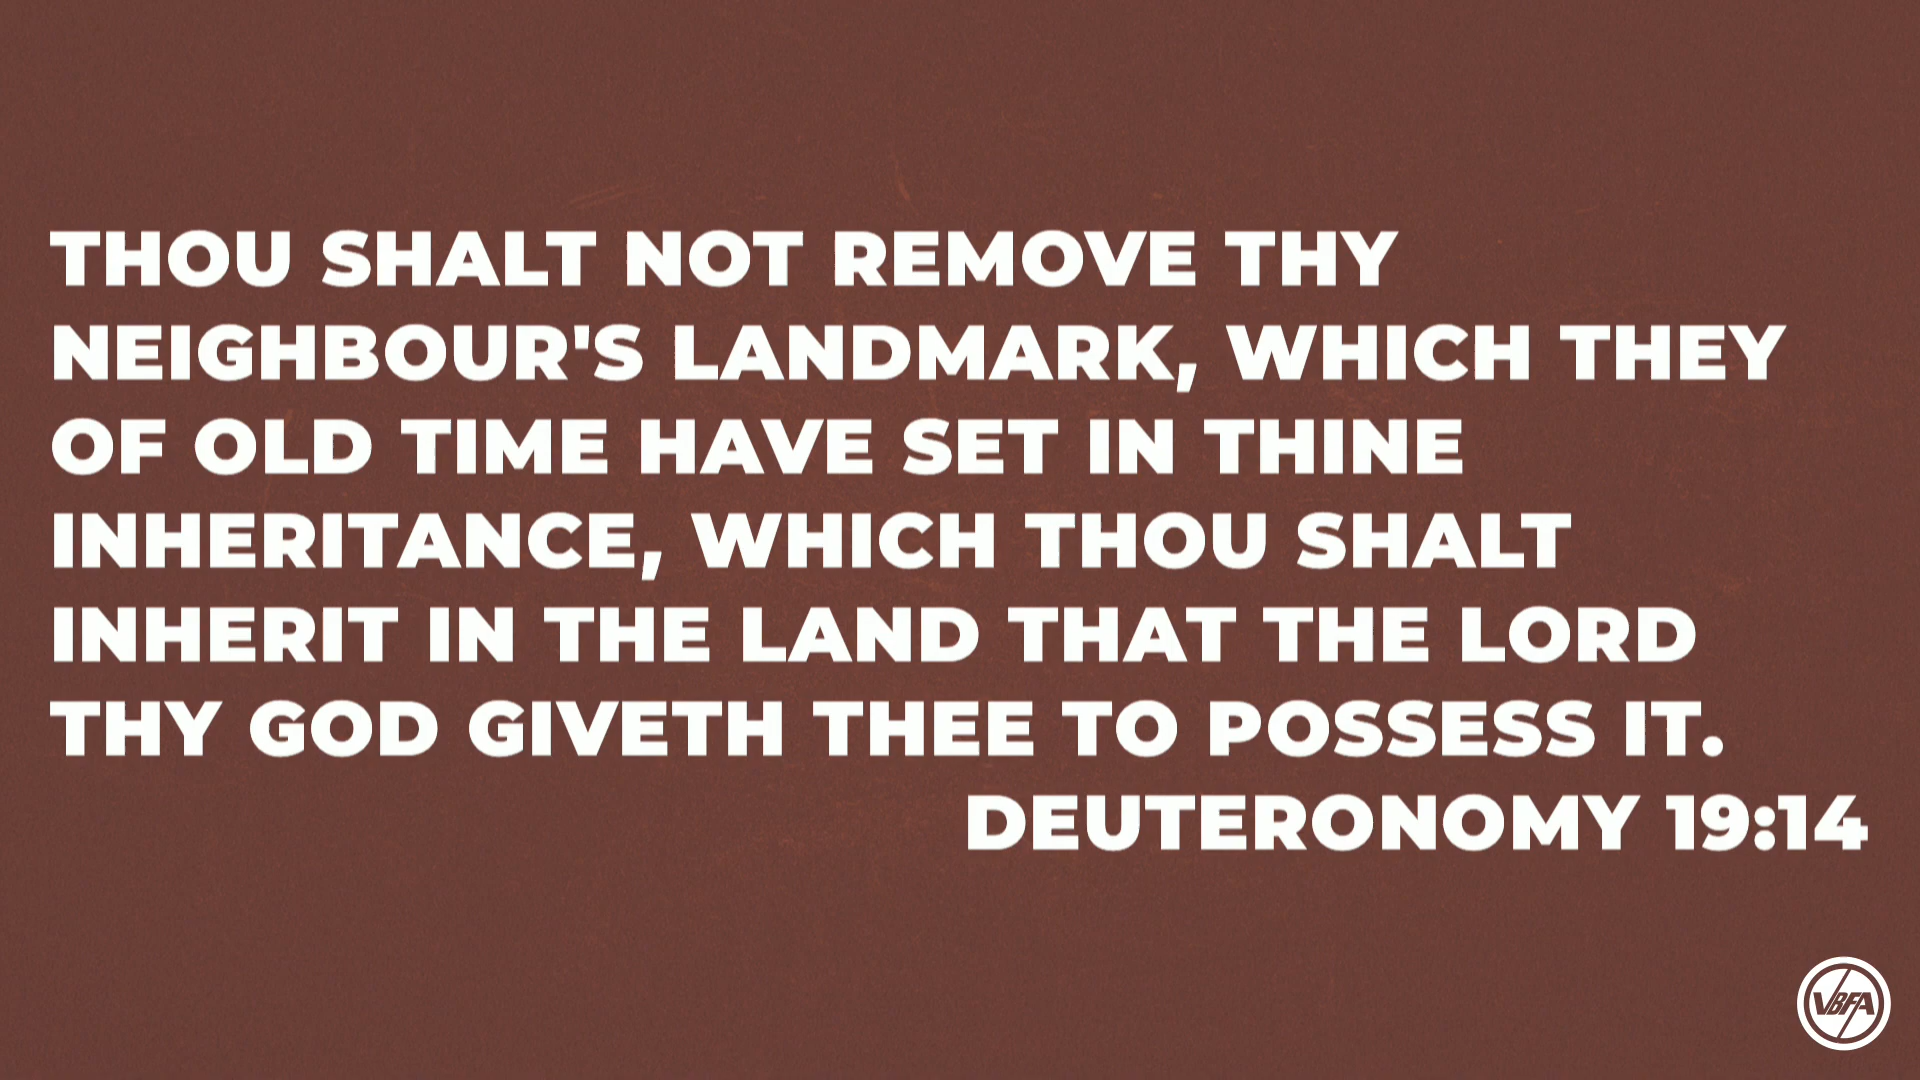 THOU SHALT NOT REMOVE THY
NEIGHBOUR'S LANDMARK, WHICH THEY
OF OLD TIME HAVE SET IN THINE
INHERITANCE, WHICH THOU SHALT
INHERIT IN THE LAND THAT THE LORD
THY GOD GIVETH THEE TO POSSESS IT.
DEUTERONOMY 19:14
VBFA